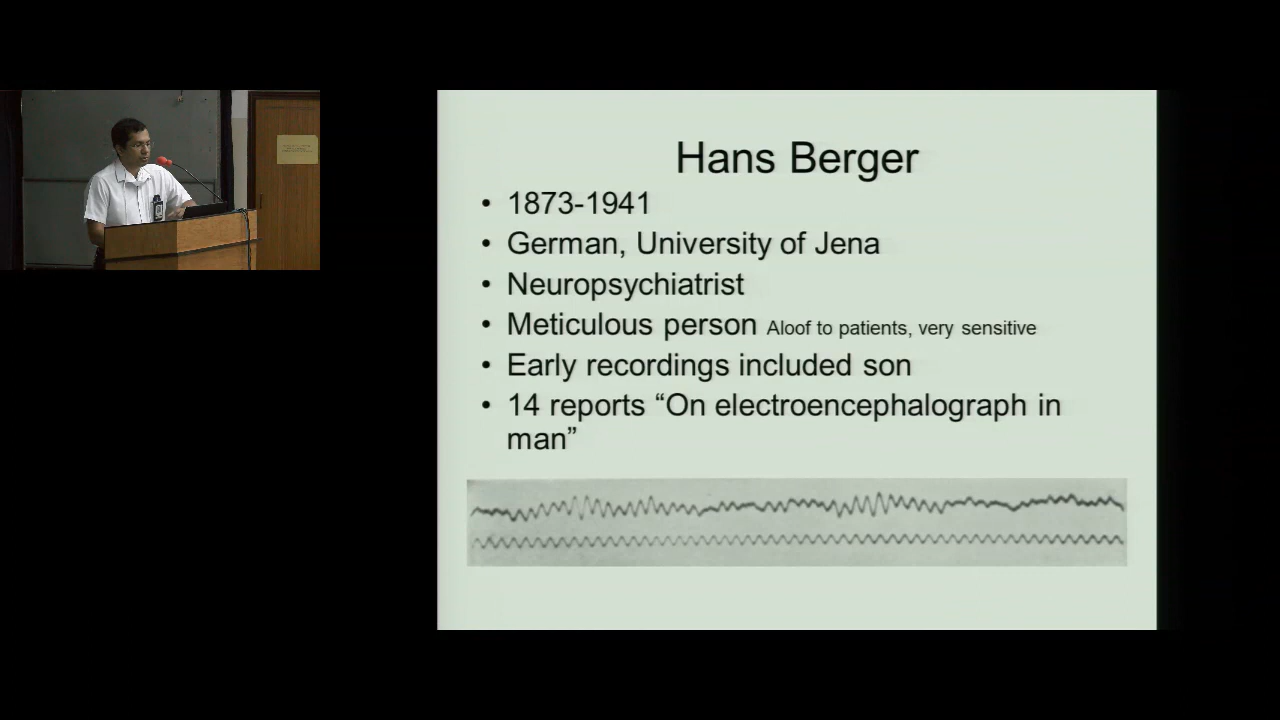 Hans Berger
• 1873-1941
• German, University of Jena
• Neuropsychiatrist
• Meticulous person Aloof to patients, very sensitive
• Early recordings included son
• 14 reports “On electroencephalograph in
man”